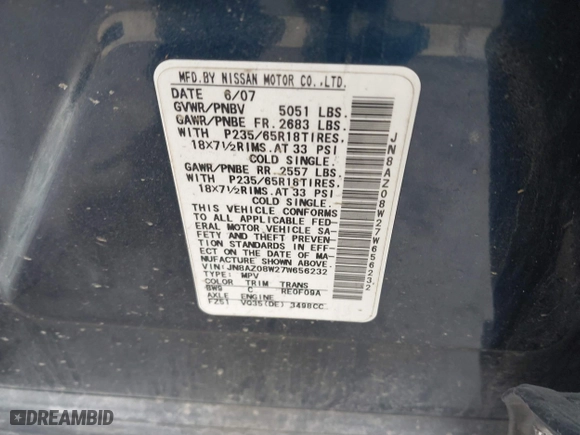 MFD.BY NISSAN MOTOR CO.,LTD.
DATE 6/07
GVWR/PNBV 5051 LBS.
GAWR/PNBE FR. 2683 LBS.
WITH P235/65R18TIRES,
18X7½RIMS.AT 33 PSI
COLD SINGLE.
GAWR/PNBE RR 2557 LBS.
WITH P235/65R18TIRES,
18X7½RIMS.AT 33 PSI
COLD SINGLE.
THIS VEHICLE CONFORMS
TO ALL APPLICABLE FED-
ERAL MOTOR VEHICLE SA-
FETY AND THEFT PREVENTION
STANDARDS IN EFF-
ECT ON THE DATE OF MA-
NUFACTURE SHOWN ABOVE
VIN:JN8AZ08W27W656232
TYPE MPV
COLOR TRIM TRANS
BW9 C RE0F09A
AXLE ENGINE
FZ51 VQ35(DE) 3498CC
JN8AZ08W27W656232
DREAMBID